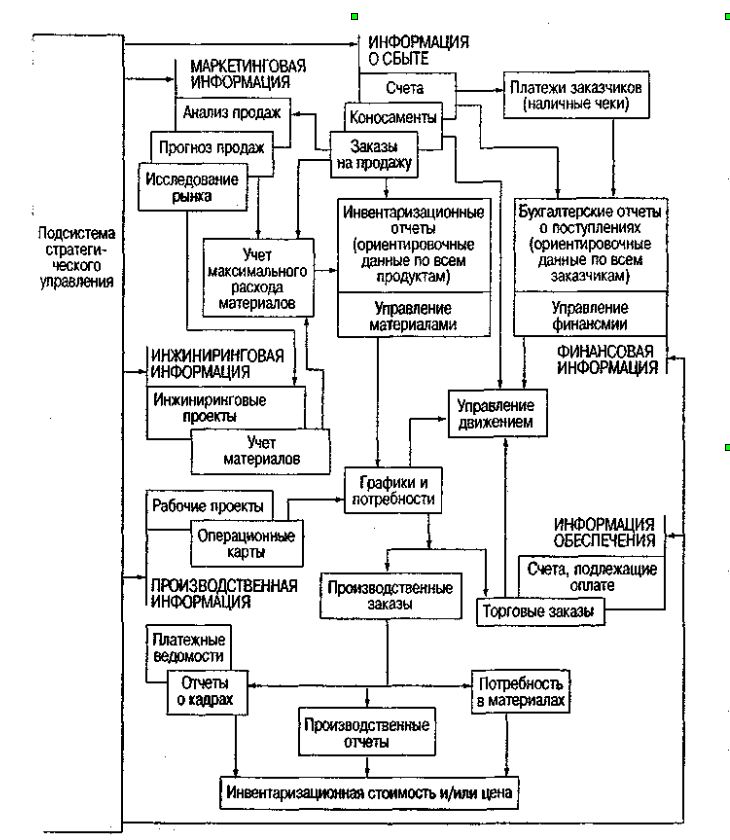 ИНФОРМАЦИЯ
О СБЫТЕ
МАРКЕТИНГОВАЯ
ИНФОРМАЦИЯ
Счета
Платежи заказчиков
(наличные чеки)
Анализ продаж
Коносаменты
Прогноз продаж
Заказы
на продажу
Исследование
рынка
Подсистема
стратеги-
ческого
управления
Инвентаризационные
отчеты
(ориентировочные
данные по всем
продуктам)
Бухгалтерские отчеты
о поступлениях
(ориентировочные
данные по всем
заказчикам)
Учет
максимального
расхода
материалов
Управление
материалами
Управление
финансмии
ИНЖИНИРИНГОВАЯ
ИНФОРМАЦИЯ
ФИНАНСОВАЯ
ИНФОРМАЦИЯ
Инжиниринговые
проекты
Управление
движением
Учет
материалов
Графики и
потребности
Рабочие проекты
Операционные
карты
ИНФОРМАЦИЯ
ОБЕСПЕЧЕНИЯ
ПРОИЗВОДСТВЕННАЯ
ИНФОРМАЦИЯ
Производственные
заказы
Счета, подлежащие
оплате
Торговые заказы
Платежные
ведомости
Отчеты
о кадрах
Потребность
в материалах
Производственные
отчеты
Инвентаризационная стоимость и/или цена